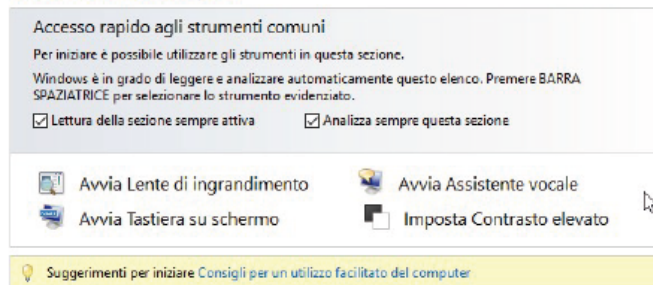 Accesso rapido agli strumenti comuni
Per iniziare è possibile utilizzare gli strumenti in questa sezione.
Windows è in grado di leggere e analizzare automaticamente questo elenco. Premere BARRA
SPAZIATRICE per selezionare lo strumento evidenziato.
Lettura della sezione sempre attiva Analizza sempre questa sezione
Avvia Lente di ingrandimento Avvia Assistente vocale
Avvia Tastiera su schermo Imposta Contrasto elevato
Suggerimenti per iniziare Consigli per un utilizzo facilitato del computer